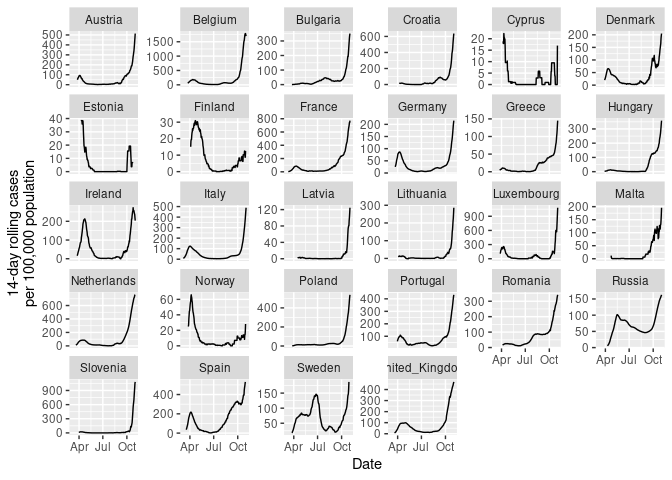 Austria Belgium Bulgaria Croatia Cyprus Denmark
500 400 300 200 100 0
1500 1000 500 0
300 200 100 0
600 400 200 0
20 15 10 5 0
200 150 100 50 0
Estonia Finland France Germany Greece Hungary
40 30 20 10 0
30 20 10 0
800 600 400 200 0
200 150 100 50 0
150 100 50 0
300 200 100 0
Ireland Italy Latvia Lithuania Luxembourg Malta
200 100 0
500 400 300 200 100 0
120 80 40 0
300 200 100 0
900 600 300 0
200 150 100 50 0
Netherlands Norway Poland Portugal Romania Russia
600 400 200 0
60 40 20 0
400 200 0
400 300 200 100
300 200 100 0
150 100 50 0
Slovenia Spain Sweden nited_Kingdo
900 600 300 0
400 200 0
150 100 50
400 300 200 100 0
Apr Jul Oct Apr Jul Oct
Apr Jul Oct Apr Jul Oct Apr Jul Oct Apr Jul Oct
Date
14-day rolling cases
per 100,000 population